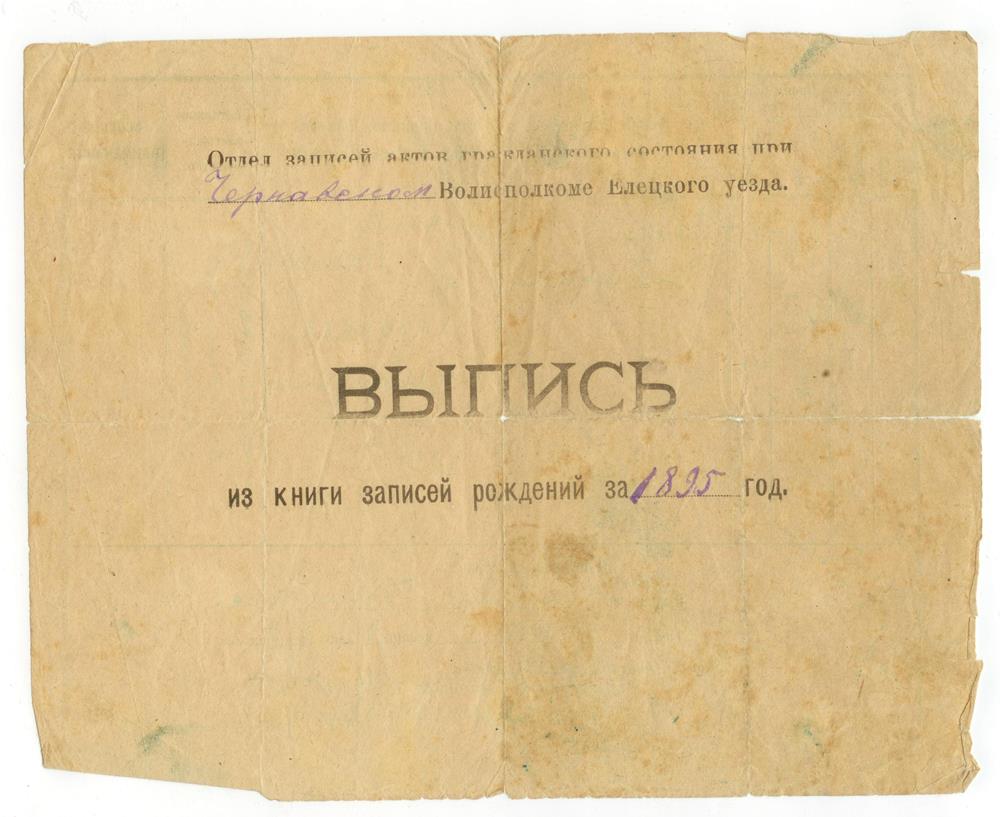 Отдел записей актов гражданского состояния при
Чернавском Волисполкоме Елецкого уезда.
ВЫПИСЬ
из книги записей рождений за 1895 год.